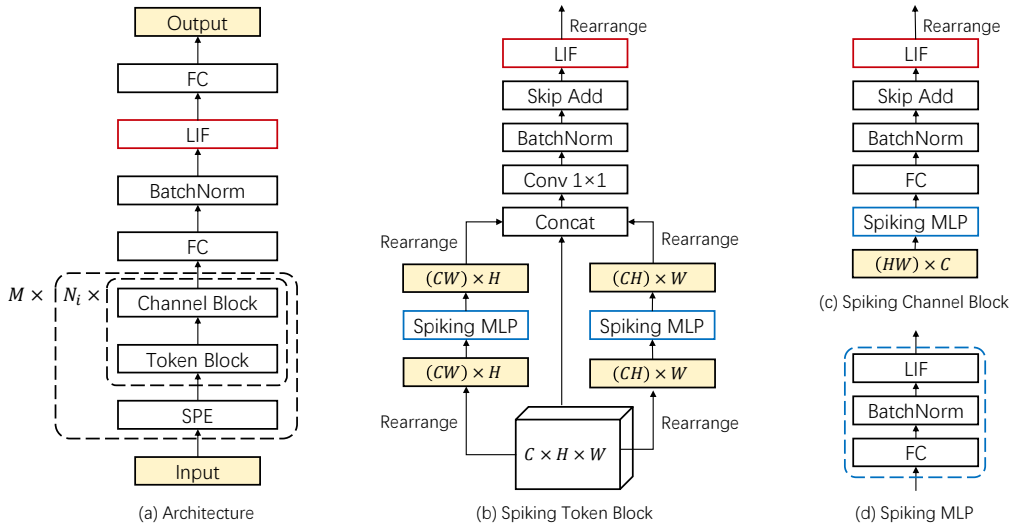 Output
FC
LIF
BatchNorm
FC
M × N_i ×
Channel Block
Token Block
SPE
Input
(a) Architecture
Rearrange
LIF
Skip Add
BatchNorm
Conv 1×1
Concat
Rearrange
Rearrange
(CW) × H
(CH) × W
Spiking MLP
Spiking MLP
(CW) × H
(CH) × W
Rearrange
Rearrange
C × H × W
(b) Spiking Token Block
Rearrange
LIF
Skip Add
BatchNorm
FC
Spiking MLP
(HW) × C
(c) Spiking Channel Block
LIF
BatchNorm
FC
(d) Spiking MLP